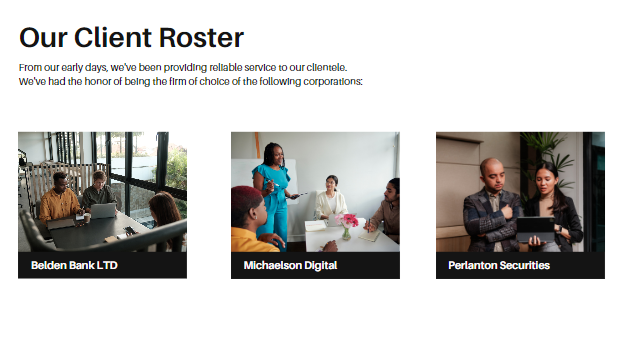 Our Client Roster
From our early days, we've been providing reliable service to our clientele.
We've had the honor of being the firm of choice of the following corporations:
Belden Bank LTD
Michaelson Digital
Perlanton Securities